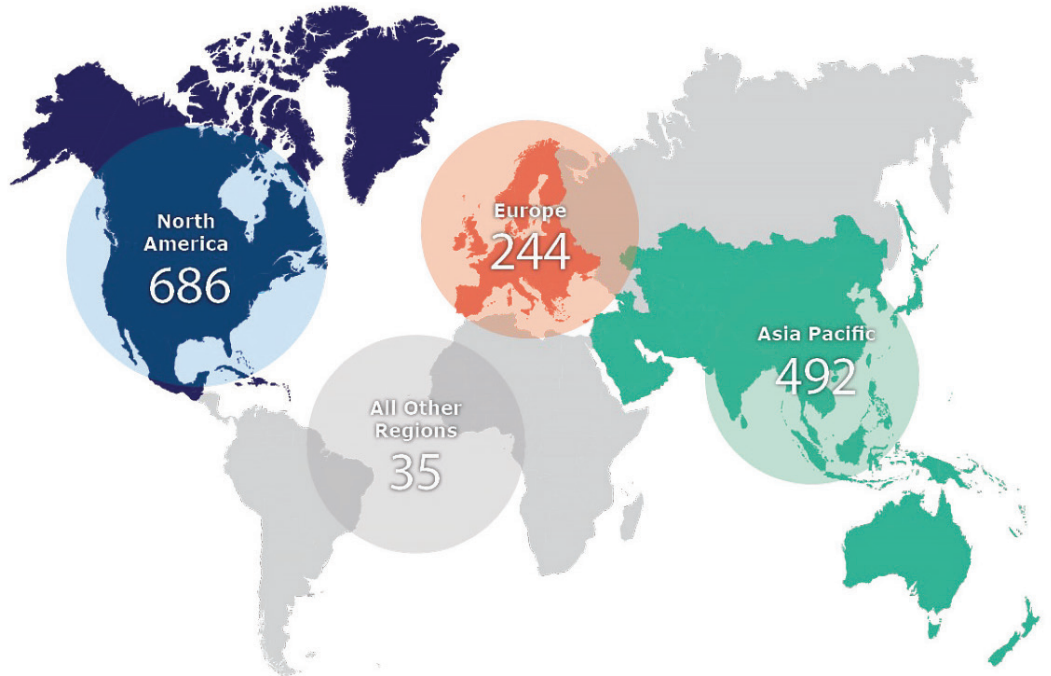 North
America
686
Europe
244
Asia Pacific
492
All Other
Regions
35